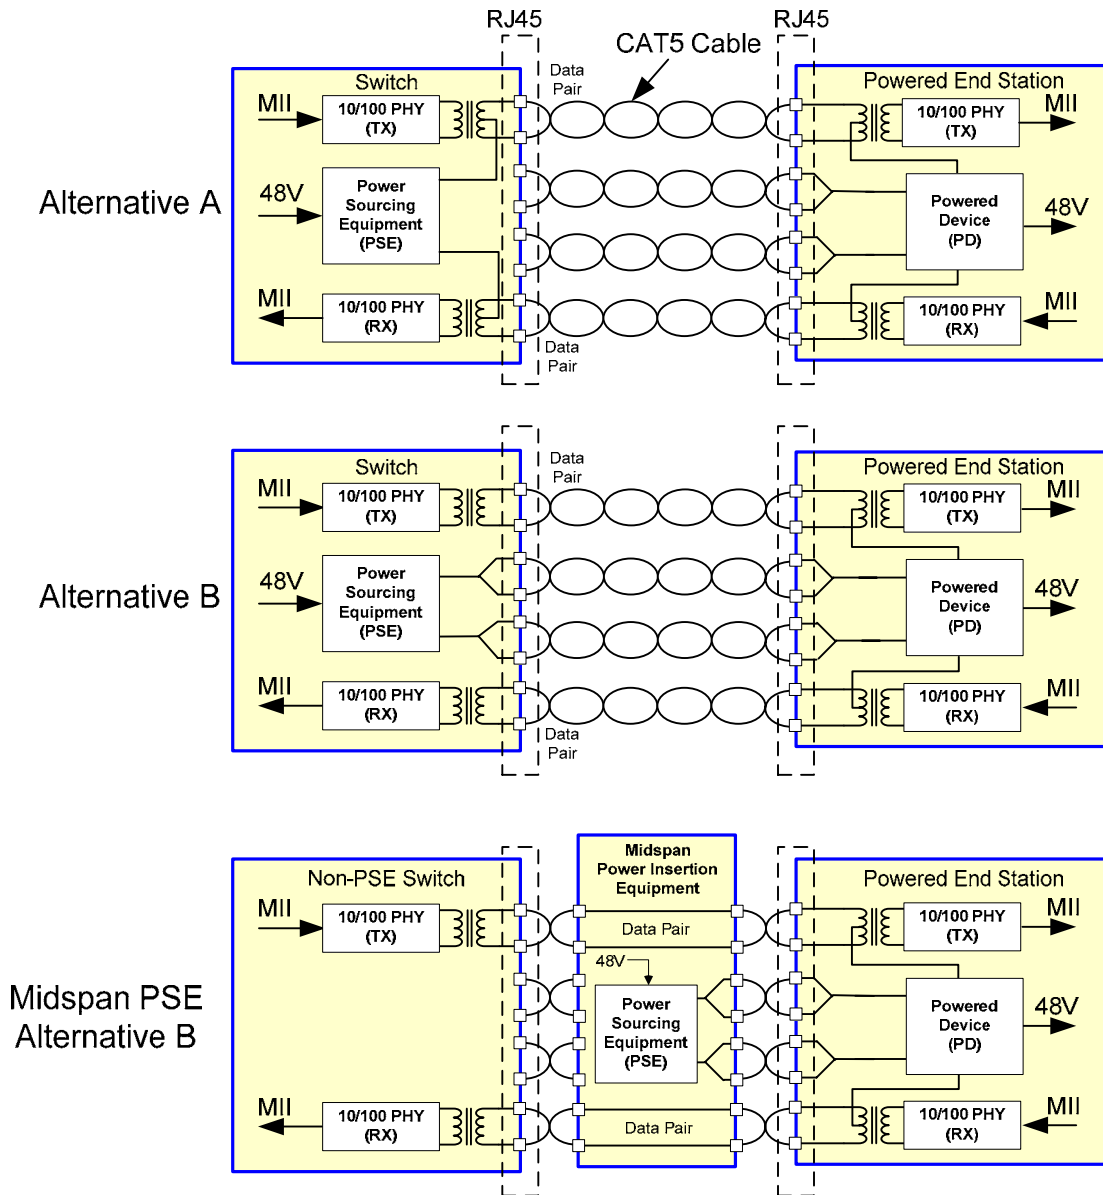 RJ45
RJ45
CAT5 Cable
Switch
Data
Pair
Powered End Station
MII
10/100 PHY
(TX)
10/100 PHY
(TX)
MII
Alternative A
48V
Power
Sourcing
Equipment
(PSE)
Powered
Device
(PD)
48V
MII
10/100 PHY
(RX)
Data
Pair
10/100 PHY
(RX)
MII
Switch
Data
Pair
Powered End Station
MII
10/100 PHY
(TX)
10/100 PHY
(TX)
MII
Alternative B
48V
Power
Sourcing
Equipment
(PSE)
Powered
Device
(PD)
48V
MII
10/100 PHY
(RX)
Data
Pair
10/100 PHY
(RX)
MII
Non-PSE Switch
Midspan
Power Insertion
Equipment
Powered End Station
MII
10/100 PHY
(TX)
Data Pair
10/100 PHY
(TX)
MII
Midspan PSE
Alternative B
48V
Power
Sourcing
Equipment
(PSE)
Powered
Device
(PD)
48V
MII
10/100 PHY
(RX)
Data Pair
10/100 PHY
(RX)
MII